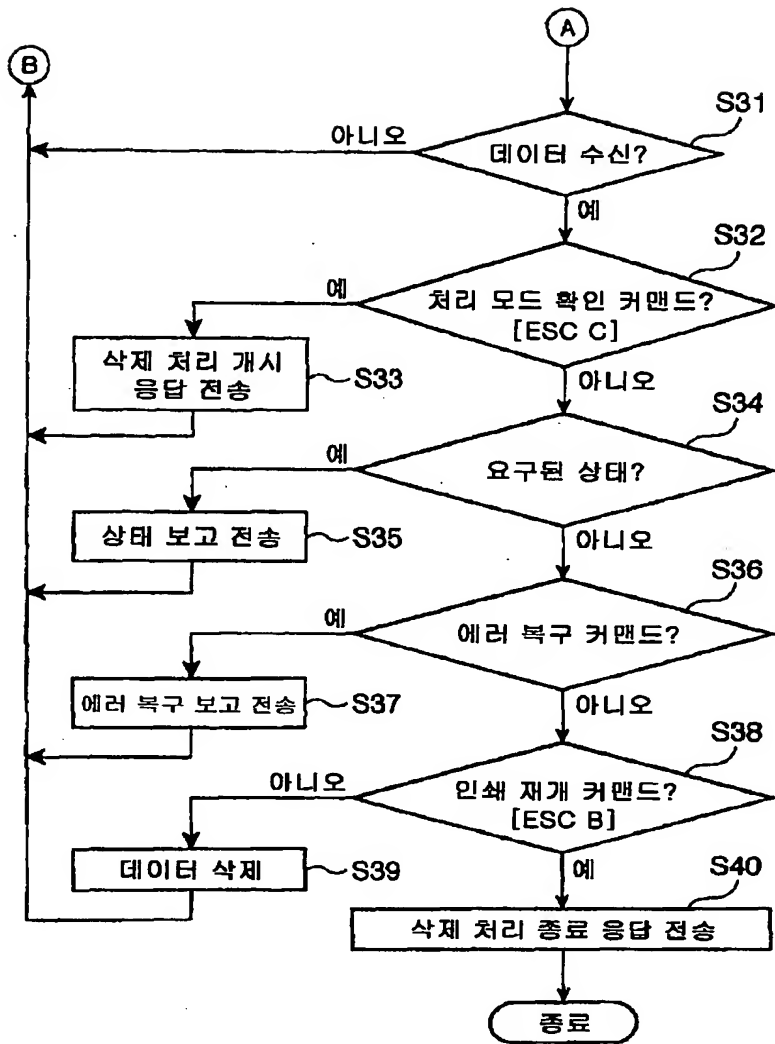 A
B
S31
데이터 수신?
아니오
예
S32
처리 모드 확인 커맨드?
[ESC C]
예
아니오
삭제 처리 개시
응답 전송
S33
S34
요구된 상태?
예
아니오
상태 보고 전송
S35
S36
에러 복구 커맨드?
예
아니오
에러 복구 보고 전송
S37
S38
인쇄 재개 커맨드?
[ESC B]
아니오
예
데이터 삭제
S39
S40
삭제 처리 종료 응답 전송
종료